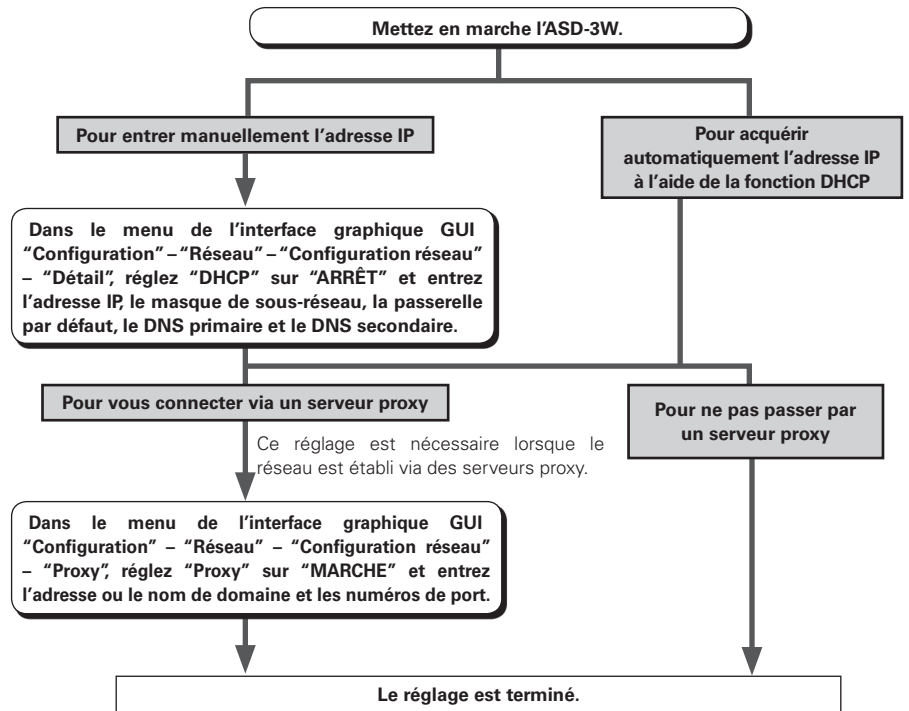 Mettez en marche l’ASD-3W.
Pour entrer manuellement l’adresse IP
Pour acquérir
automatiquement l’adresse IP
à l’aide de la fonction DHCP
Dans le menu de l’interface graphique GUI
“Configuration” – “Réseau” – “Configuration réseau”
– “Détail”, réglez “DHCP” sur “ARRÊT” et entrez
l’adresse IP, le masque de sous-réseau, la passerelle
par défaut, le DNS primaire et le DNS secondaire.
Pour vous connecter via un serveur proxy
Pour ne pas passer par
un serveur proxy
Ce réglage est nécessaire lorsque le
réseau est établi via des serveurs proxy.
Dans le menu de l’interface graphique GUI
“Configuration” – “Réseau” – “Configuration réseau”
– “Proxy”, réglez “Proxy” sur “MARCHE” et entrez
l’adresse ou le nom de domaine et les numéros de port.
Le réglage est terminé.